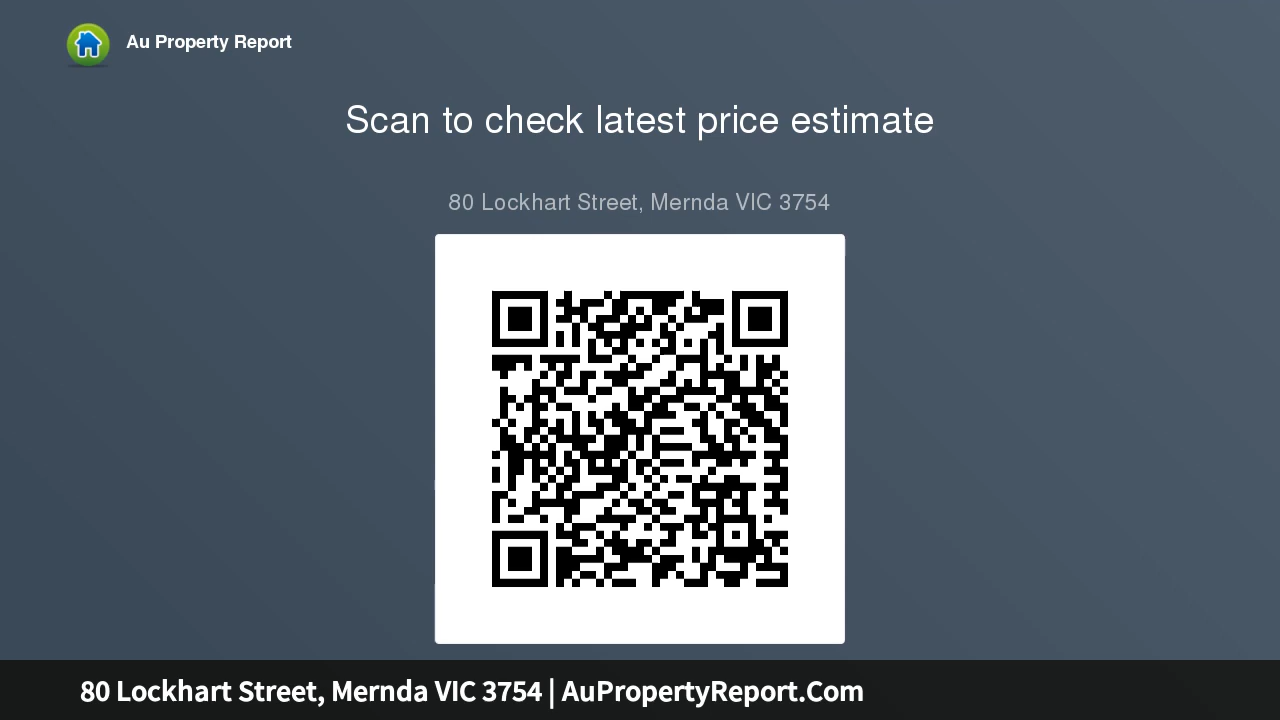 Au Property Report
Scan to check latest price estimate
80 Lockhart Street, Mernda VIC 3754
80 Lockhart Street, Mernda VIC 3754 | AuPropertyReport.Com